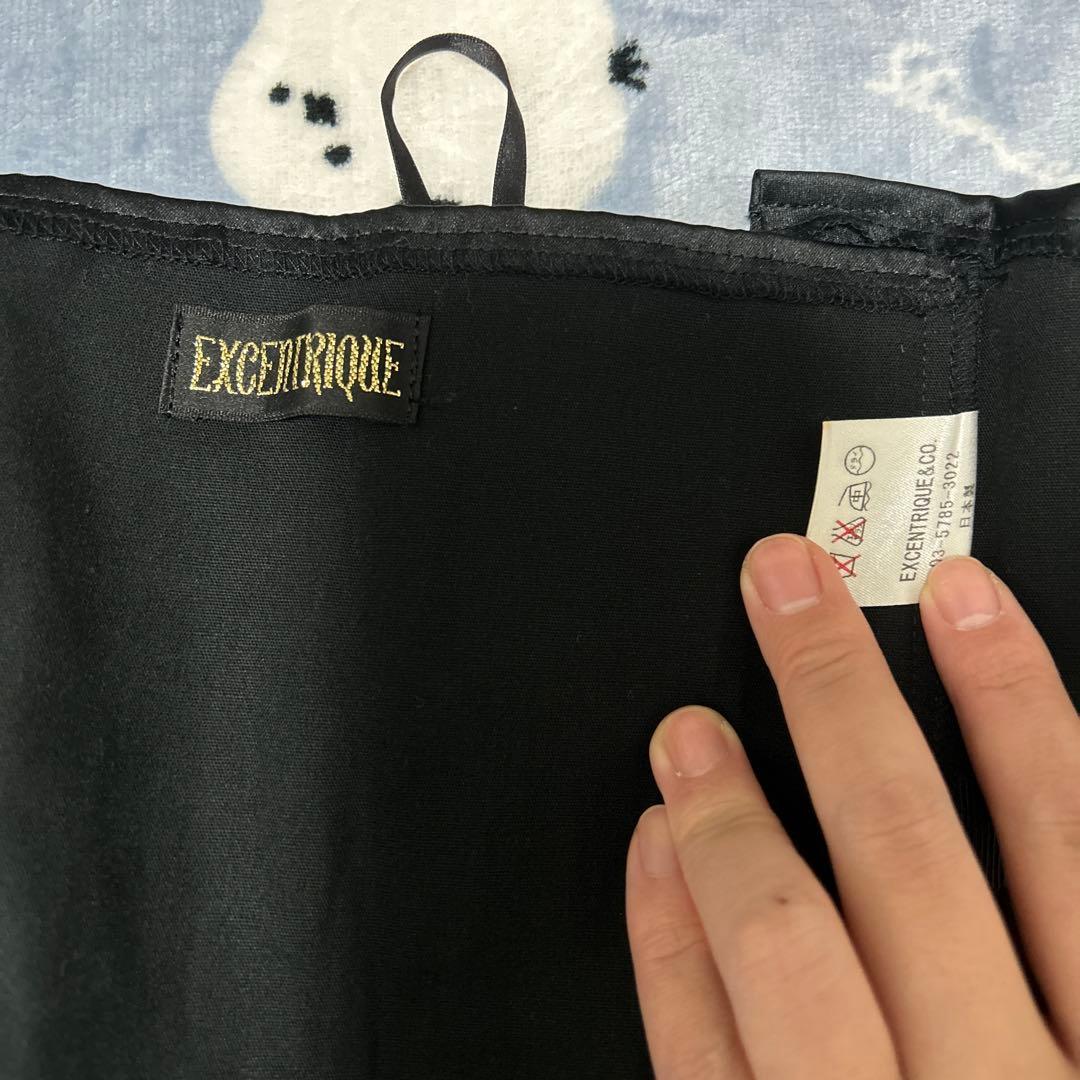 EXCENTRIQUE
EXCENTRIQUE&CO.
03-5785-3022
日本製